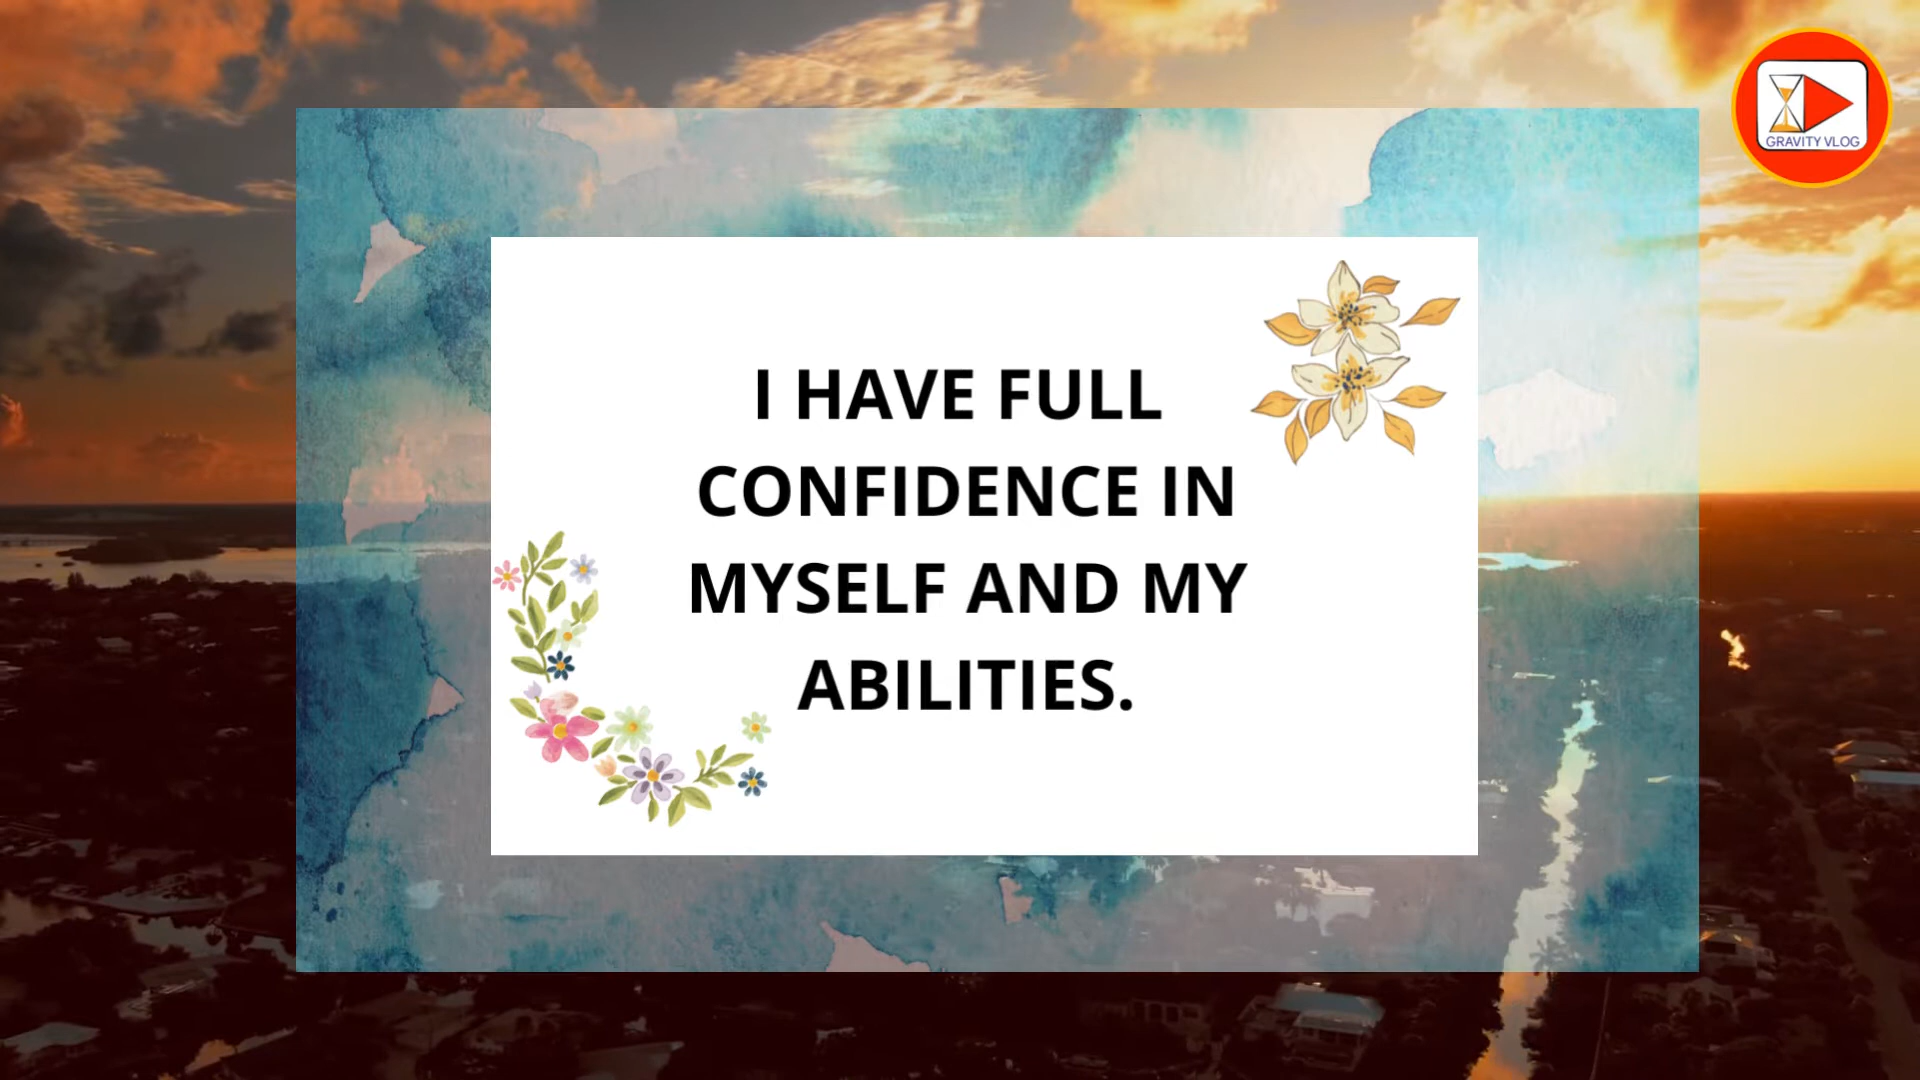 GRAVITY VLOG
I HAVE FULL
CONFIDENCE IN
MYSELF AND MY
ABILITIES.